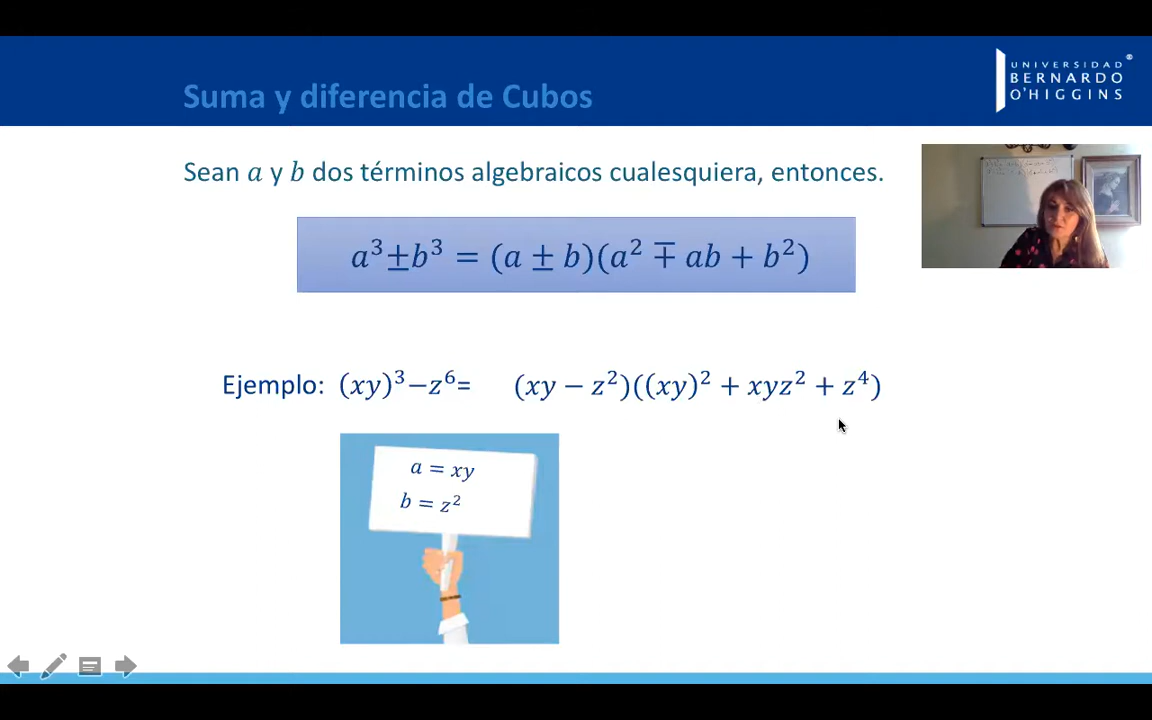 Suma y diferencia de Cubos
UNIVERSIDAD
BERNARDO
O'HIGGINS
®
Sean a y b dos términos algebraicos cualesquiera, entonces.
a³±b³ = (a ± b)(a² ∓ ab + b²)
Ejemplo: (xy)³−z⁶= (xy − z²)((xy)² + xyz² + z⁴)
a = xy
b = z²